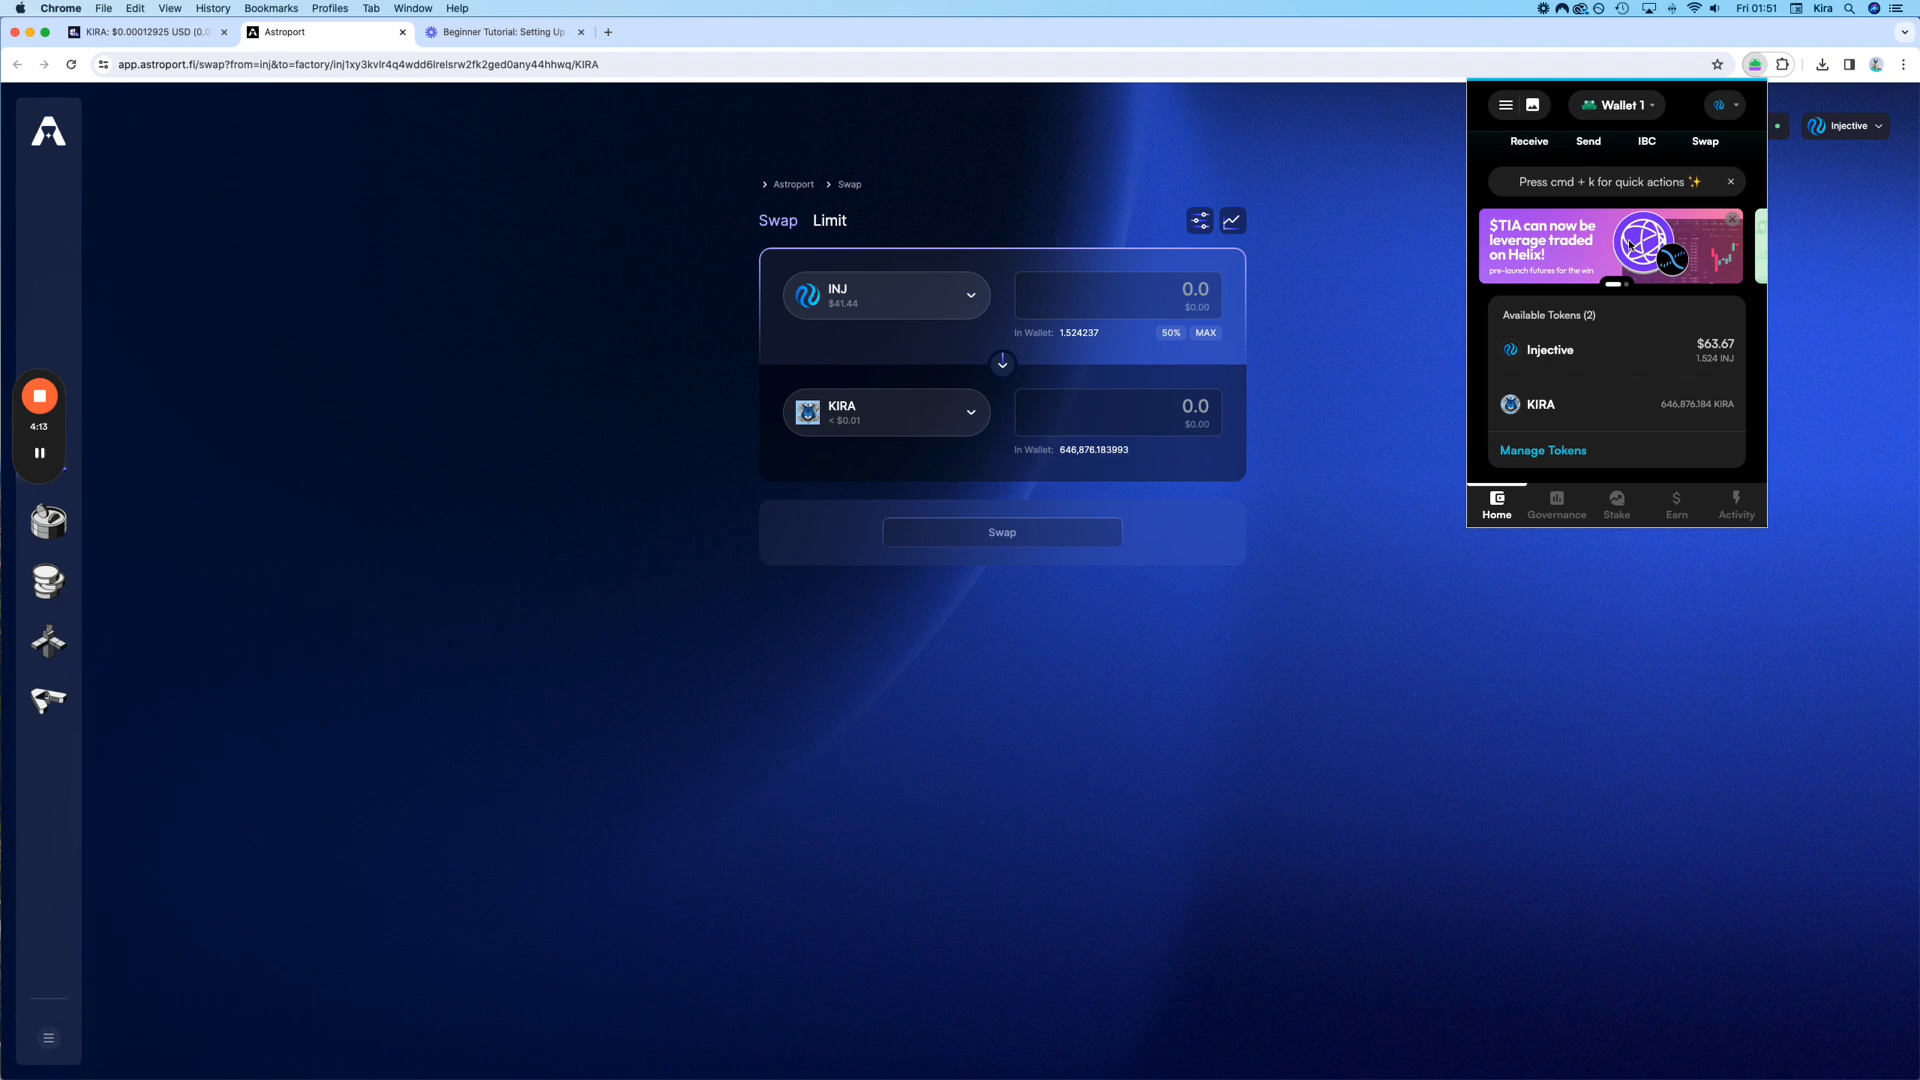 Chrome File Edit View History Bookmarks Profiles Tab Window Help
Fri 01:51 Kira
KIRA: $0.00012925 USD (0.0
Astroport
Beginner Tutorial: Setting Up
app.astroport.fi/swap?from=inj&to=factory/inj1xy3kvlr4q4wdd6lrelsrw2fk2ged0any44hhwq/KIRA
4:13
Astroport Swap
Swap Limit
INJ
$41.44
0.0
$0.00
In Wallet: 1.524237 50% MAX
KIRA
< $0.01
0.0
$0.00
In Wallet: 646,876.183993
Swap
Wallet 1
Injective
Receive Send IBC Swap
Press cmd + k for quick actions ✨
$TIA can now be
leverage traded
on Helix!
pre-launch futures for the win
Available Tokens (2)
Injective
$63.67
1.524 INJ
KIRA
646,876.184 KIRA
Manage Tokens
Home Governance Stake Earn Activity